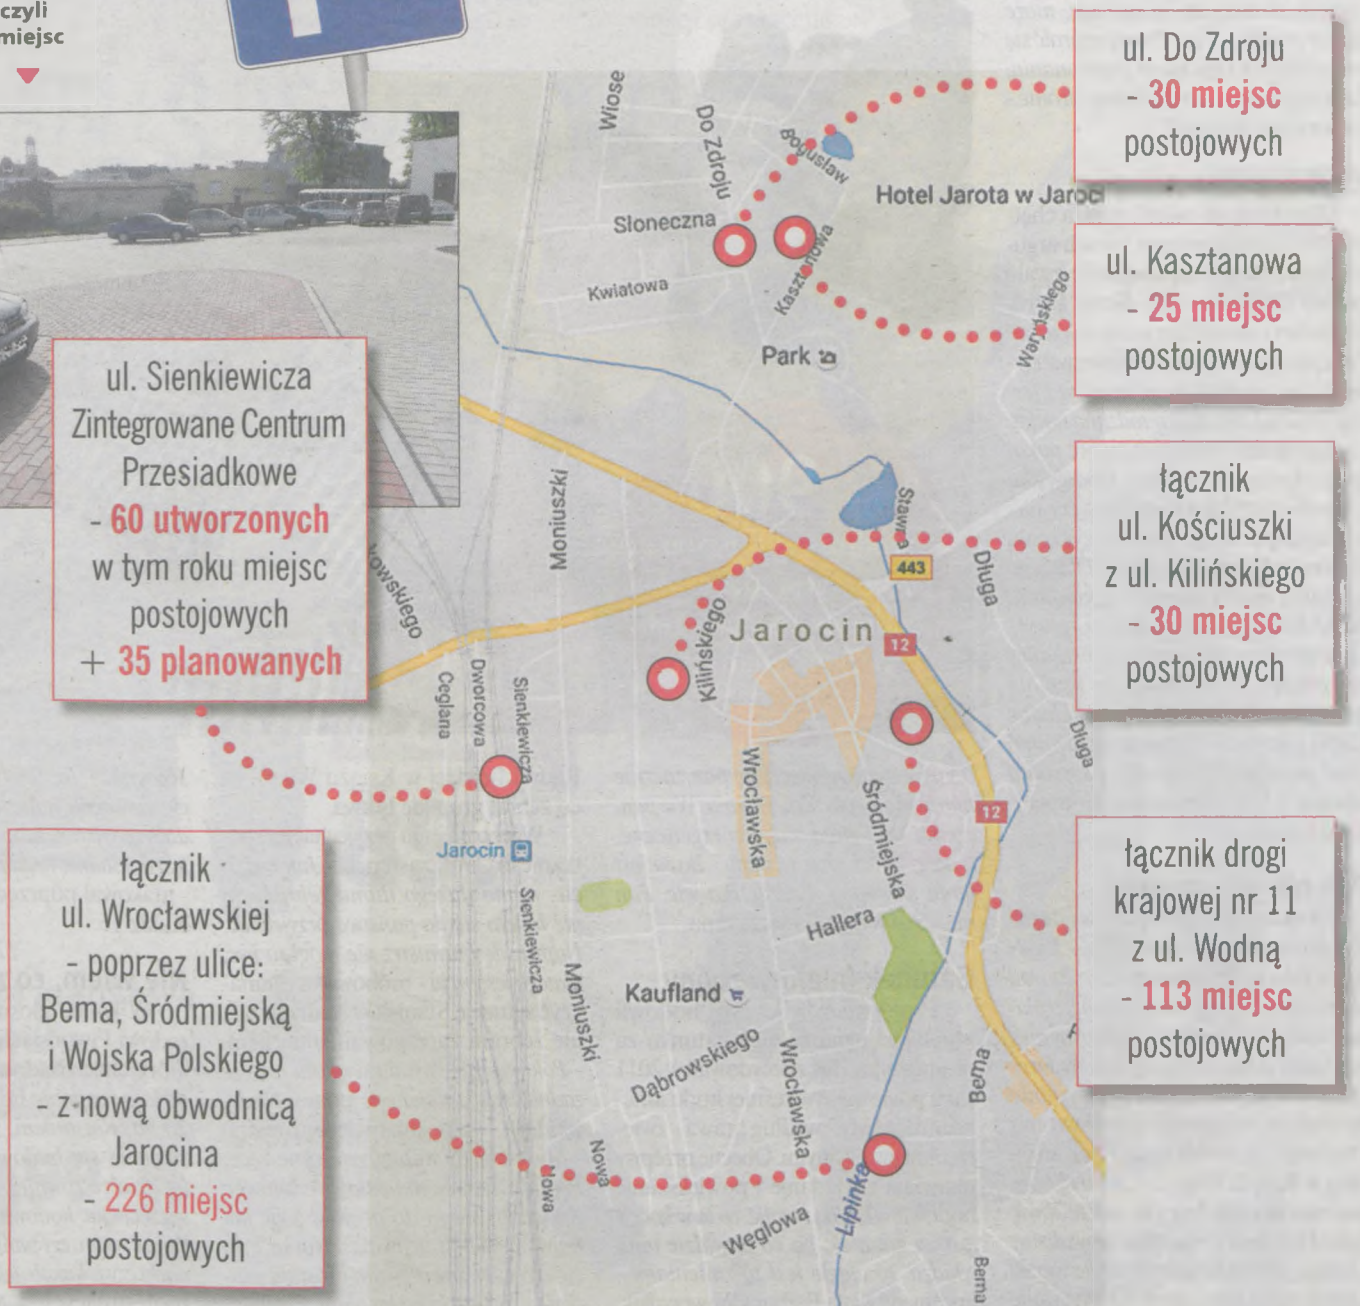 czyli
miejsc
ul. Do Zdroju
- 30 miejsc
postojowych
ul. Kasztanowa
- 25 miejsc
postojowych
łącznik
ul. Kościuszki
z ul. Kilińskiego
- 30 miejsc
postojowych
łącznik drogi
krajowej nr 11
z ul. Wodną
- 113 miejsc
postojowych
ul. Sienkiewicza
Zintegrowane Centrum
Przesiadkowe
- 60 utworzonych
w tym roku miejsc
postojowych
+ 35 planowanych
łącznik
ul. Wrocławskiej
- poprzez ulice:
Bema, Śródmiejską
i Wojska Polskiego
- z nową obwodnicą
Jarocina
- 226 miejsc
postojowych
Wiose
Do Zdroju
Bogusław
Hotel Jarota w Jaroci
Słoneczna
Kasztanowa
Kwiatowa
Waryńskiego
Park
Moniuszki
Stawna
443
Długa
owskiego
Kilińskiego
Jarocin
12
Ceglana
Dworcowa
Sienkiewicza
Długa
Wrocławska
Śródmiejska
12
Jarocin
Sienkiewicza
Hallera
Moniuszki
Kaufland
Dąbrowskiego
Wrocławska
Bema
Nowa
Nowa
Lipinka
Węglowa
Bema